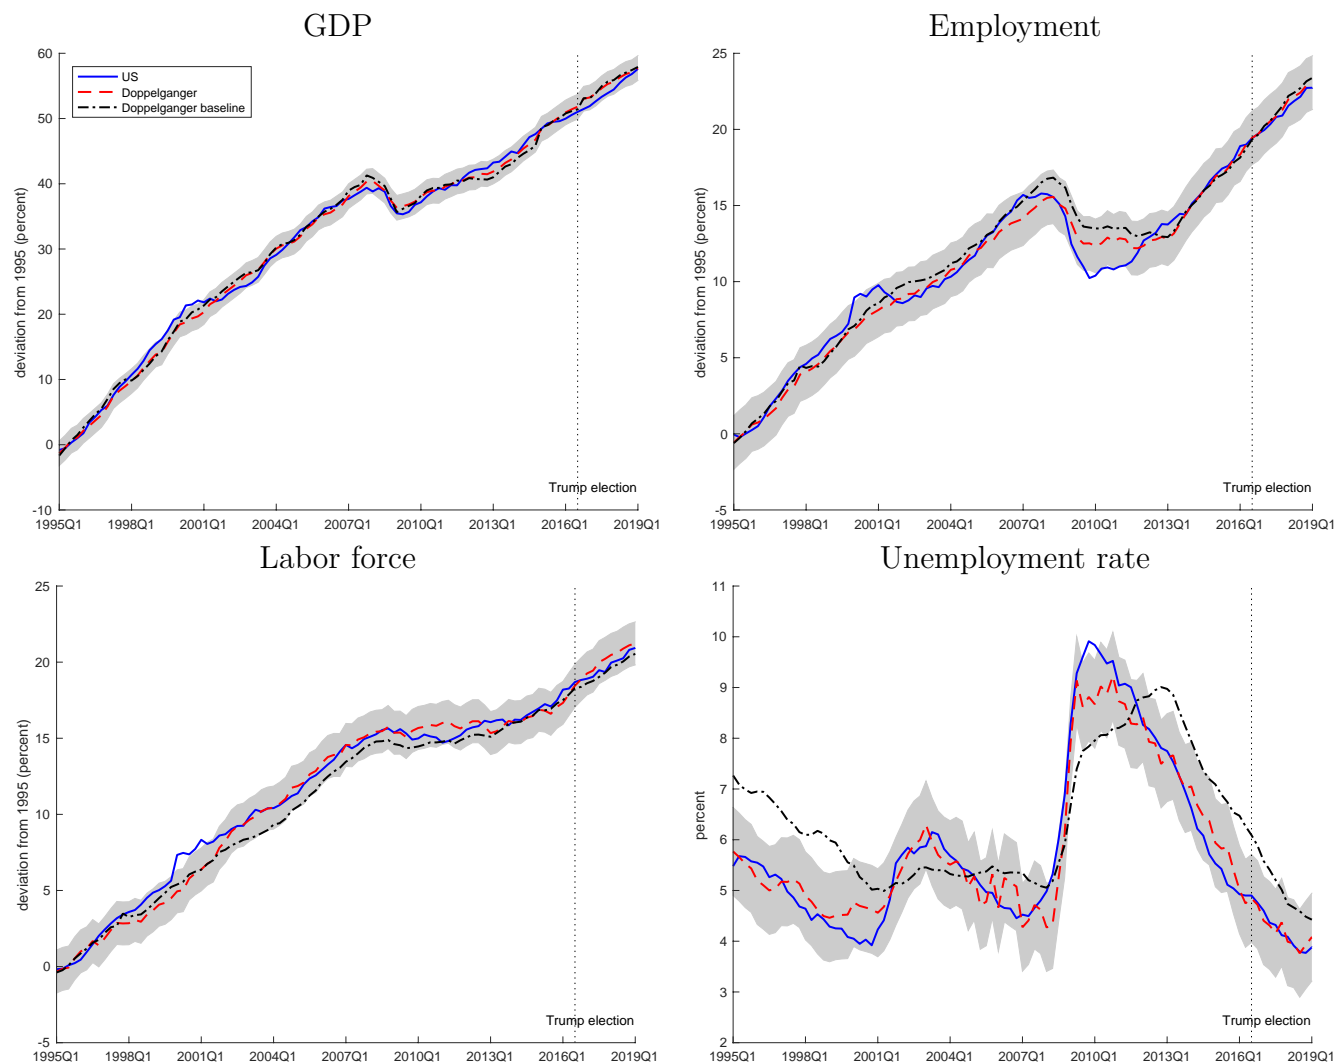 GDP
deviation from 1995 (percent)
60
50
40
30
20
10
0
-10
US
Doppelganger
Doppelganger baseline
Trump election
1995Q1 1998Q1 2001Q1 2004Q1 2007Q1 2010Q1 2013Q1 2016Q1 2019Q1
Employment
deviation from 1995 (percent)
25
20
15
10
5
0
-5
Trump election
1995Q1 1998Q1 2001Q1 2004Q1 2007Q1 2010Q1 2013Q1 2016Q1 2019Q1
Labor force
deviation from 1995 (percent)
25
20
15
10
5
0
-5
Trump election
1995Q1 1998Q1 2001Q1 2004Q1 2007Q1 2010Q1 2013Q1 2016Q1 2019Q1
Unemployment rate
percent
11
10
9
8
7
6
5
4
3
2
Trump election
1995Q1 1998Q1 2001Q1 2004Q1 2007Q1 2010Q1 2013Q1 2016Q1 2019Q1